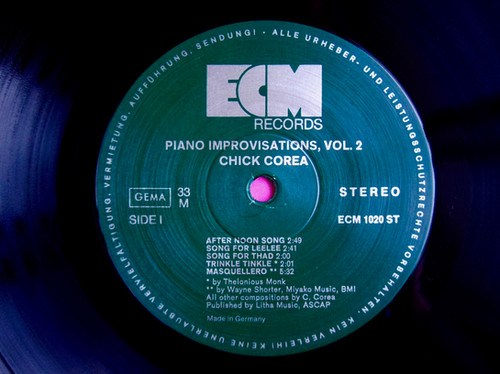 ECM
RECORDS
PIANO IMPROVISATIONS, VOL. 2
CHICK COREA
GEMA
33
M
STEREO
SIDE I
ECM 1020 ST
AFTER NOON SONG 2:49
SONG FOR LEELEE 2:41
SONG FOR THAD 2:00
TRINKLE TINKLE * 2:01
MASQUELLERO ** 5:32
* by Thelonious Monk
** by Wayne Shorter, Miyako Music, BMI
All other compositions by C. Corea
Published by Litha Music, ASCAP
Made in Germany
ALLE URHEBER- UND LEISTUNGSSCHUTZRECHTE VORBEHALTEN. KEIN VERLEIH! KEINE UNERLAUBTE VERVIELFÄLTIGUNG, VERMIETUNG, AUFFÜHRUNG, SENDUNG! -